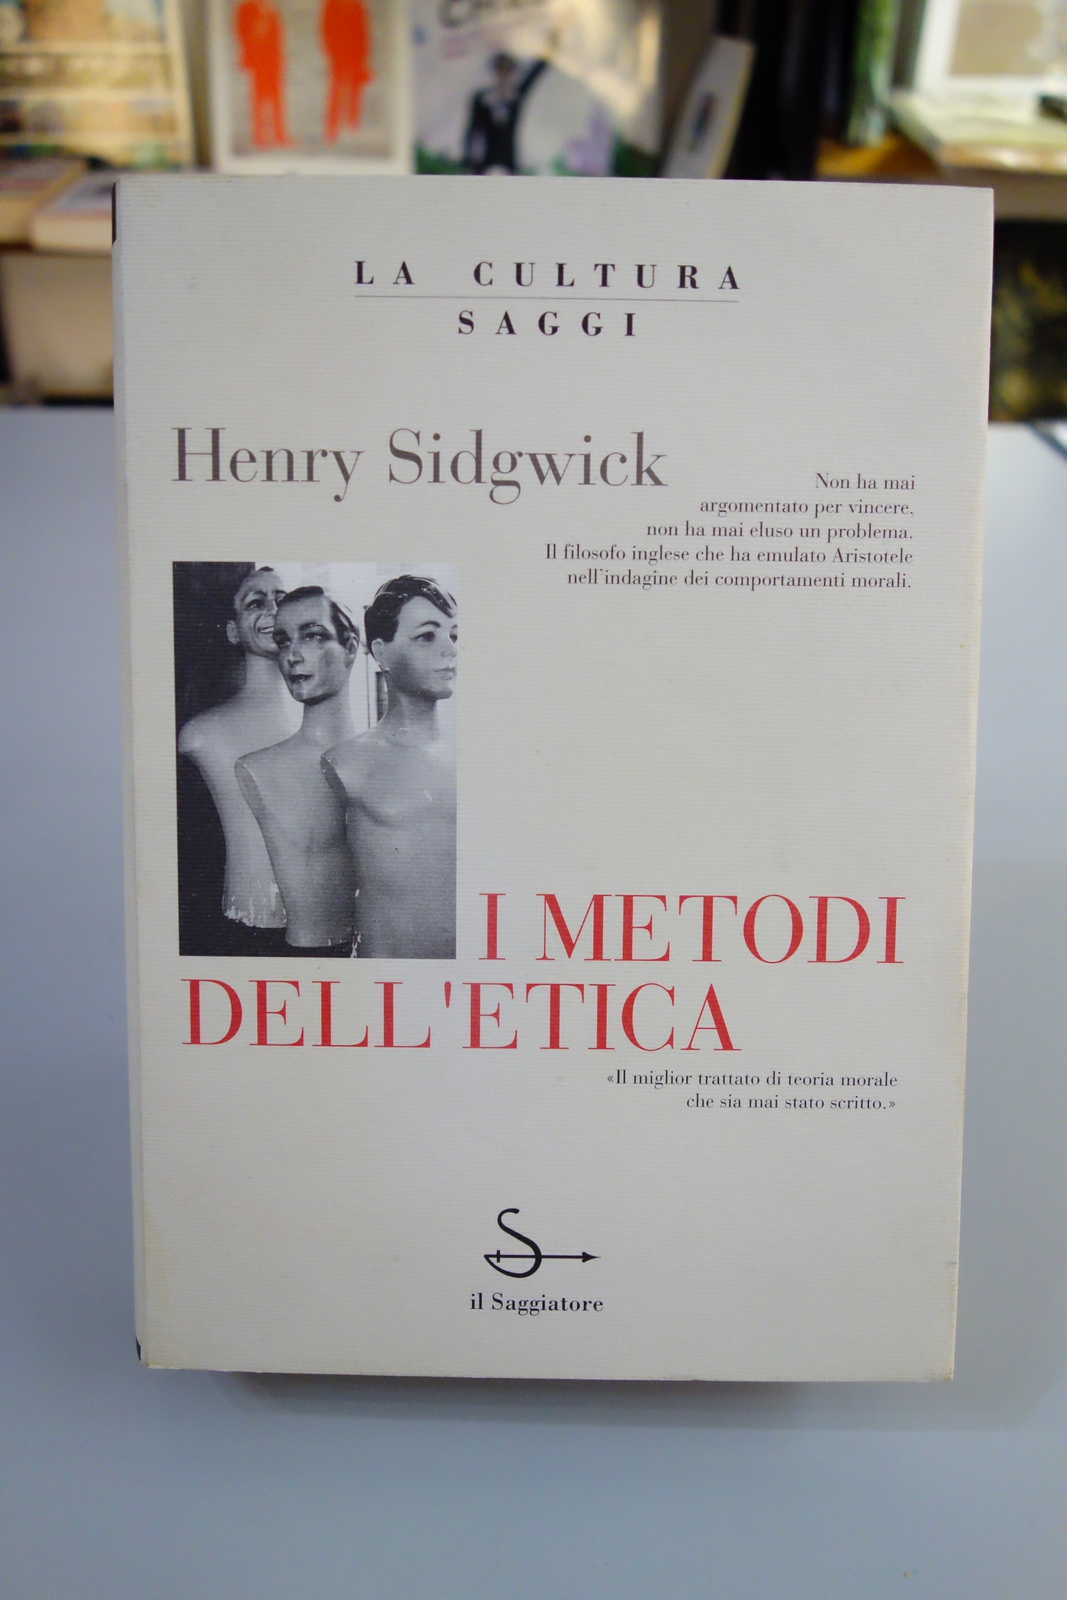 LA CULTURA
SAGGI
Henry Sidgwick
Non ha mai
argomentato per vincere,
non ha mai eluso un problema.
Il filosofo inglese che ha emulato Aristotele
nell'indagine dei comportamenti morali.
I METODI
DELL'ETICA
«Il miglior trattato di teoria morale
che sia mai stato scritto.»
il Saggiatore